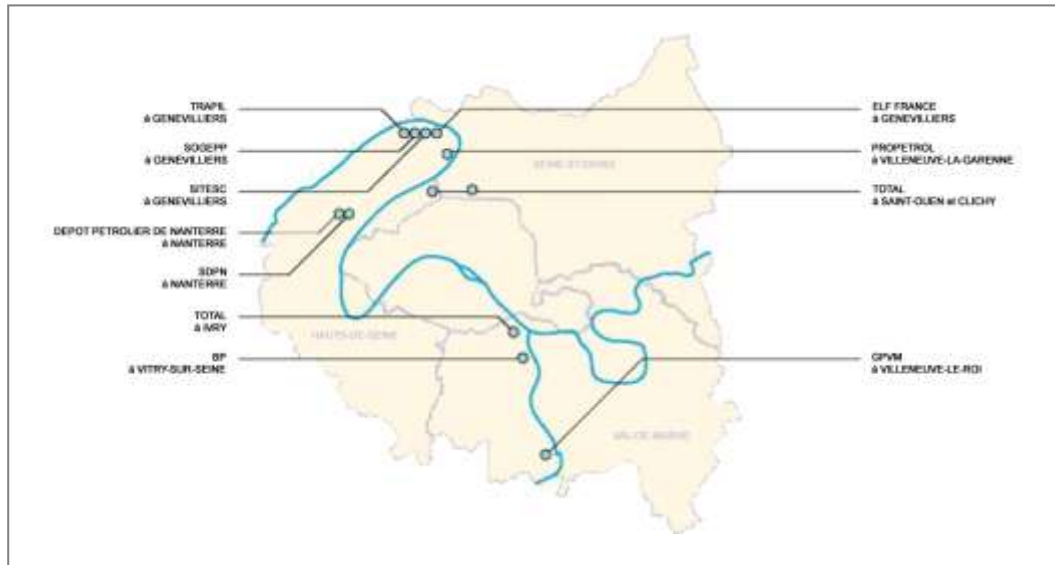 TRAPIL
à GENEVILLIERS
SOGEPP
à GENEVILLIERS
SITESC
à GENEVILLIERS
DEPOT PETROLIER DE NANTERRE
à NANTERRE
SDPN
à NANTERRE
TOTAL
à IVRY
BP
à VITRY-SUR-SEINE
ELF FRANCE
à GENEVILLIERS
PROPETROL
à VILLENEUVE-LA-GARENNE
TOTAL
à SAINT-OUEN et CLICHY
GPVM
à VILLENEUVE-LE-ROI
SEINE-ST-DENIS
HAUTS-DE-SEINE
VAL-DE-MARNE